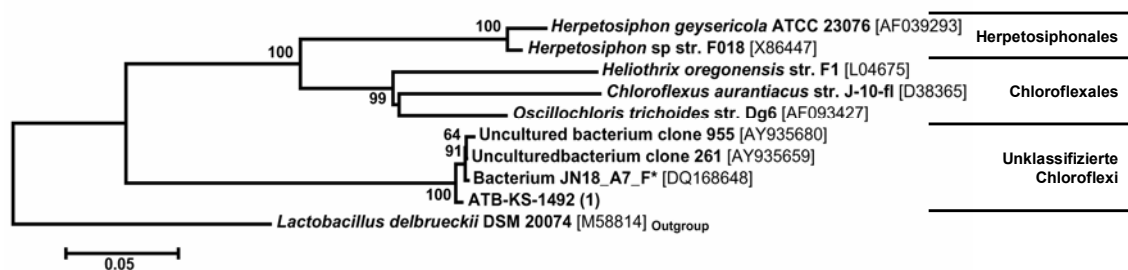 100 Herpetosiphon geysericola ATCC 23076 [AF039293]
Herpetosiphonales
100 Herpetosiphon sp str. F018 [X86447]
Heliothrix oregonensis str. F1 [L04675]
Chloroflexales
99 Chloroflexus aurantiacus str. J-10-fl [D38365]
Oscillochloris trichoides str. Dg6 [AF093427]
64 Uncultured bacterium clone 955 [AY935680]
91 Unculturedbacterium clone 261 [AY935659]
Unklassifizierte
Chloroflexi
Bacterium JN18_A7_F* [DQ168648]
100 ATB-KS-1492 (1)
Lactobacillus delbrueckii DSM 20074 [M58814] Outgroup
0.05